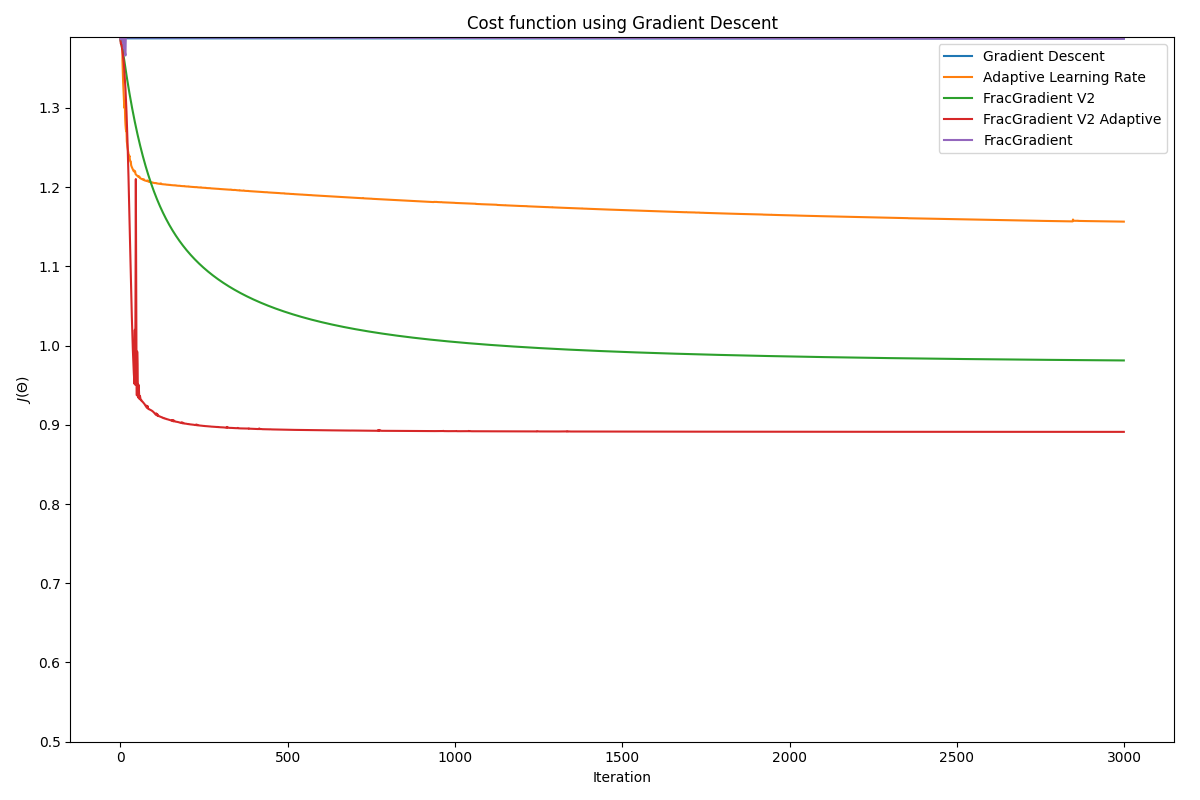 Cost function using Gradient Descent
Gradient Descent
Adaptive Learning Rate
FracGradient V2
FracGradient V2 Adaptive
FracGradient
1.3
1.2
1.1
1.0
0.9
0.8
0.7
0.6
0.5
J(Θ)
0 500 1000 1500 2000 2500 3000
Iteration